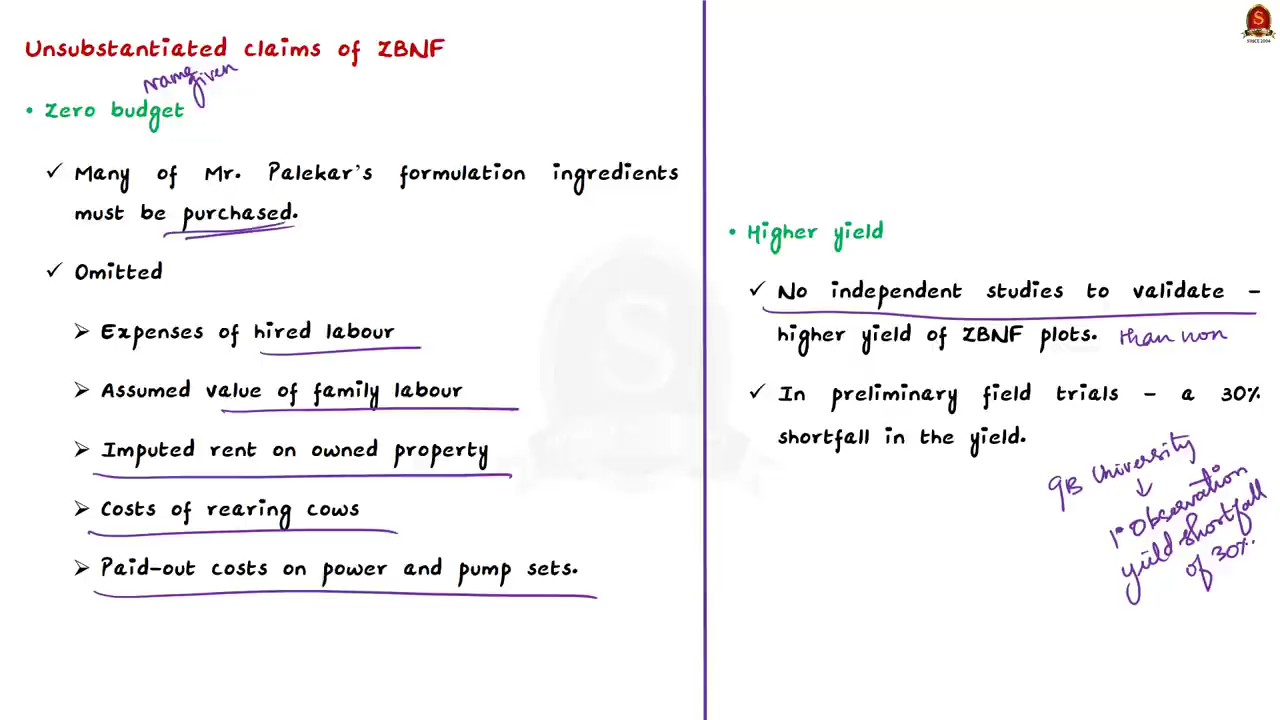 Unsubstantiated claims of ZBNF
Name given
• Zero budget
✓ Many of Mr. Palekar's formulation ingredients
must be purchased.
✓ Omitted
➢ Expenses of hired labour
➢ Assumed value of family labour
➢ Imputed rent on owned property
➢ Costs of rearing cows
➢ Paid-out costs on power and pump sets.
• Higher yield
✓ No independent studies to validate –
higher yield of ZBNF plots. than non
✓ In preliminary field trials – a 30%
shortfall in the yield.
GB University
↓
1° Observation
yield shortfall
of 30%
S
SINCE 2004